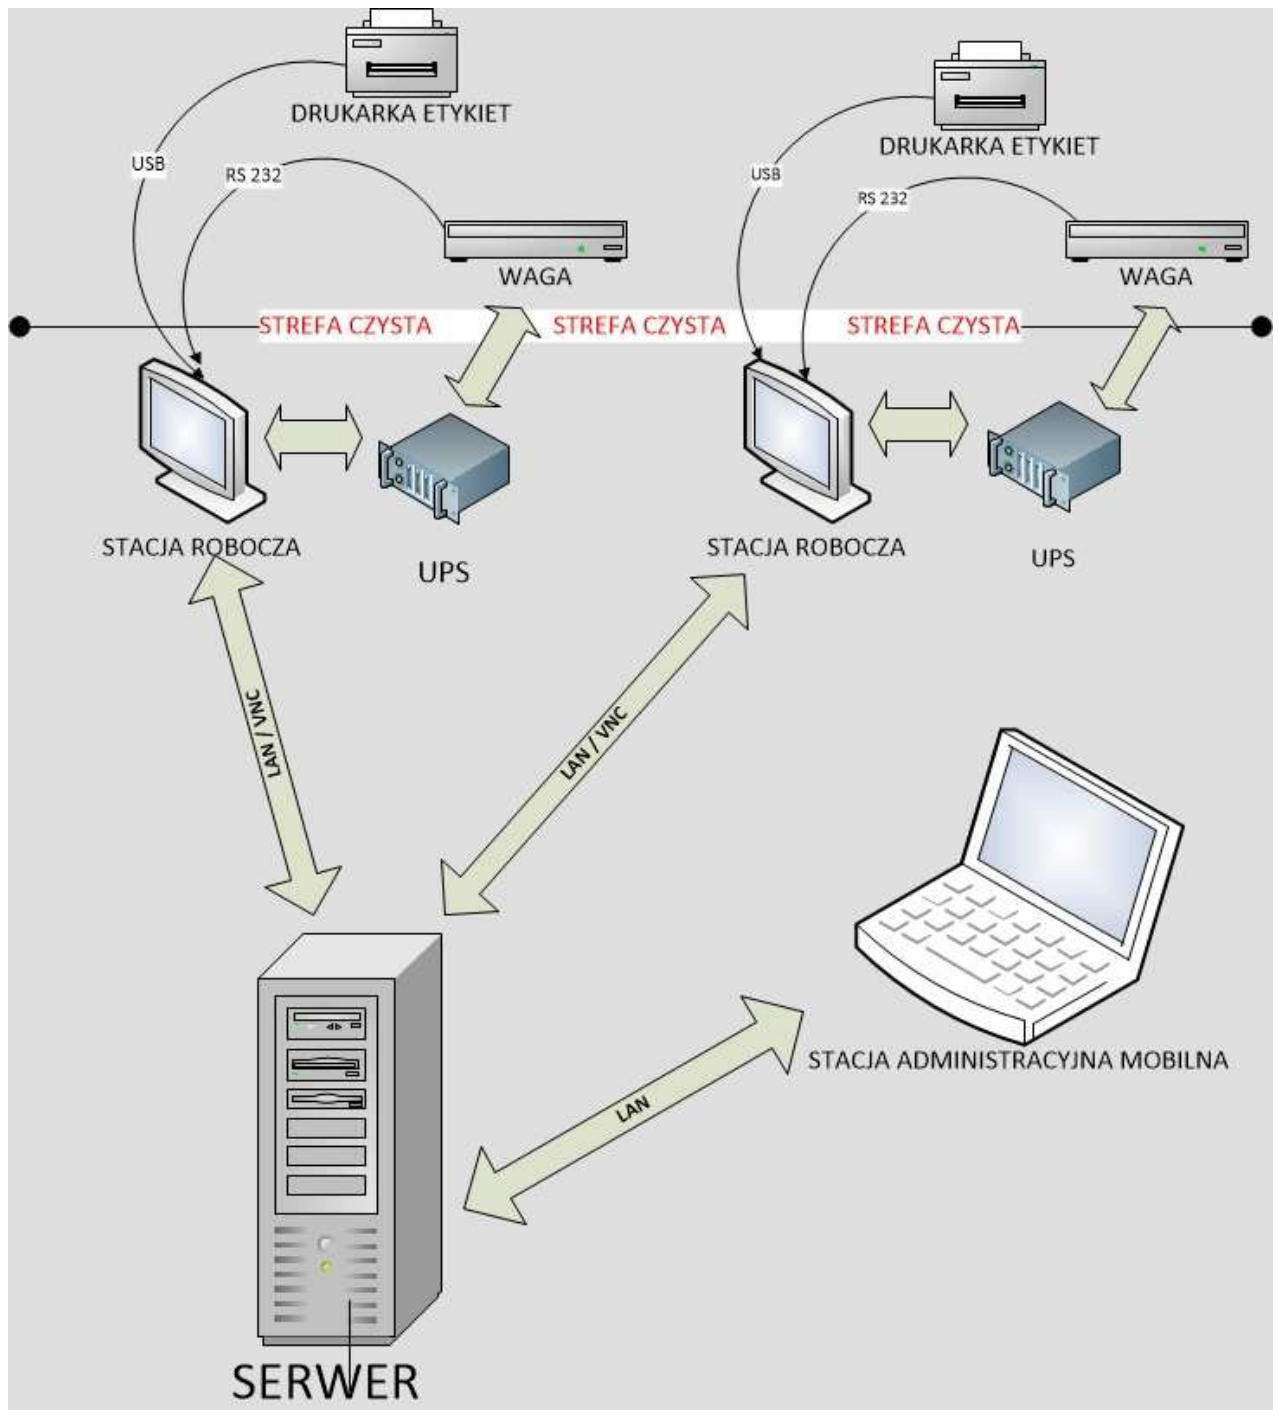 DRUKARKA ETYKIET
DRUKARKA ETYKIET
USB
RS 232
USB
RS 232
WAGA
WAGA
STREFA CZYSTA STREFA CZYSTA STREFA CZYSTA
STACJA ROBOCZA
UPS
STACJA ROBOCZA
UPS
LAN / VNC
LAN / VNC
STACJA ADMINISTRACYJNA MOBILNA
LAN
SERWER